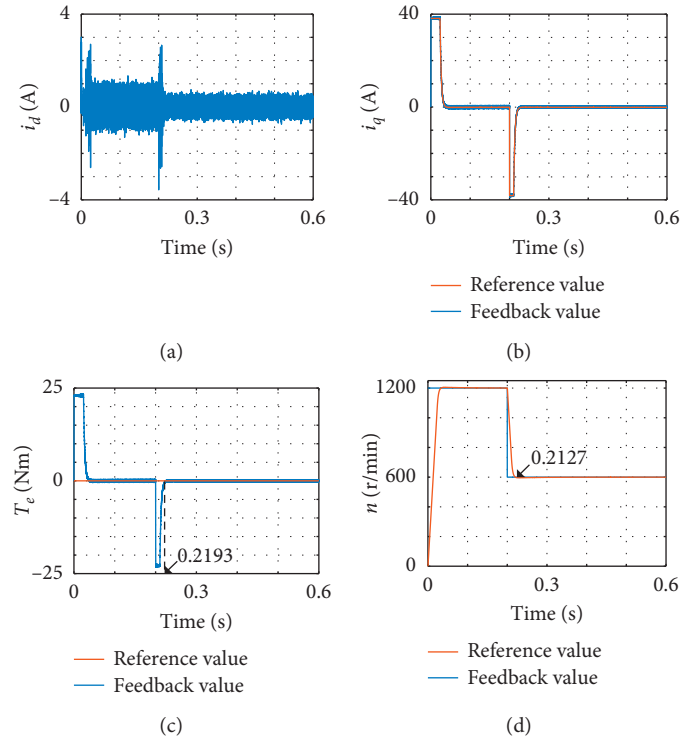 4
0
−4
i_d (A)
0
0.3
0.6
Time (s)
(a)
40
0
−40
i_q (A)
0
0.3
0.6
Time (s)
Reference value
Feedback value
(b)
25
0
−25
T_e (Nm)
0.2193
0
0.3
0.6
Time (s)
Reference value
Feedback value
(c)
1200
600
0
n (r/min)
0.2127
0
0.3
0.6
Time (s)
Reference value
Feedback value
(d)